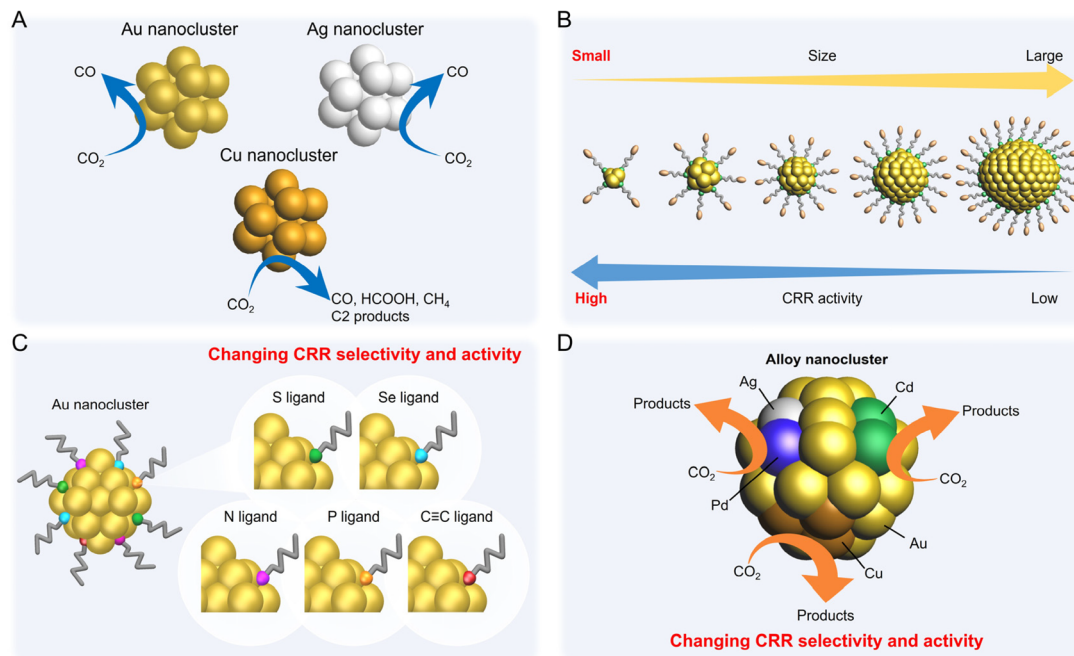 A
Au nanocluster
Ag nanocluster
CO
CO
CO₂
CO₂
Cu nanocluster
CO₂
CO, HCOOH, CH₄
C2 products
B
Small
Size
Large
High
CRR activity
Low
C
Changing CRR selectivity and activity
Au nanocluster
S ligand
Se ligand
N ligand
P ligand
C≡C ligand
D
Alloy nanocluster
Ag
Cd
Products
Products
CO₂
CO₂
Pd
Au
CO₂
Cu
Products
Changing CRR selectivity and activity